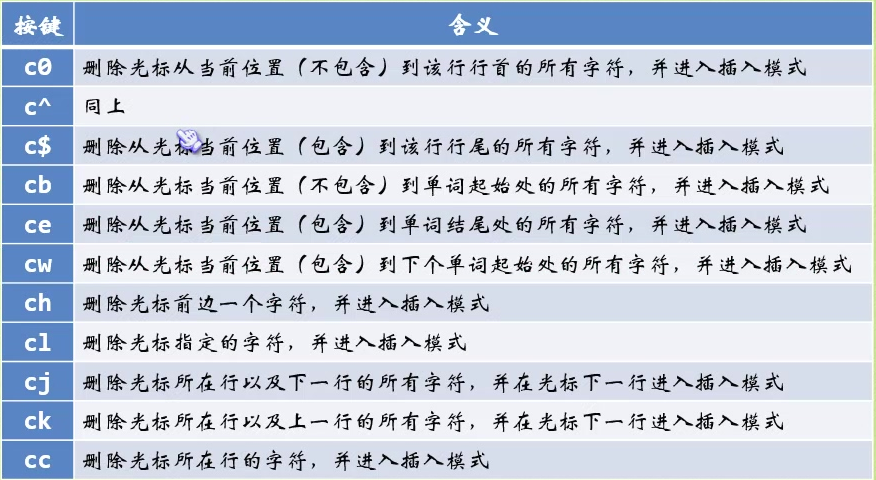 按键 含义
c0 删除光标从当前位置（不包含）到该行行首的所有字符，并进入插入模式
c^ 同上
c$ 删除从光标当前位置（包含）到该行行尾的所有字符，并进入插入模式
cb 删除从光标当前位置（不包含）到单词起始处的所有字符，并进入插入模式
ce 删除从光标当前位置（包含）到单词结尾处的所有字符，并进入插入模式
cw 删除从光标当前位置（包含）到下个单词起始处的所有字符，并进入插入模式
ch 删除光标前边一个字符，并进入插入模式
cl 删除光标指定的字符，并进入插入模式
cj 删除光标所在行以及下一行的所有字符，并在光标下一行进入插入模式
ck 删除光标所在行以及上一行的所有字符，并在光标下一行进入插入模式
cc 删除光标所在行的字符，并进入插入模式